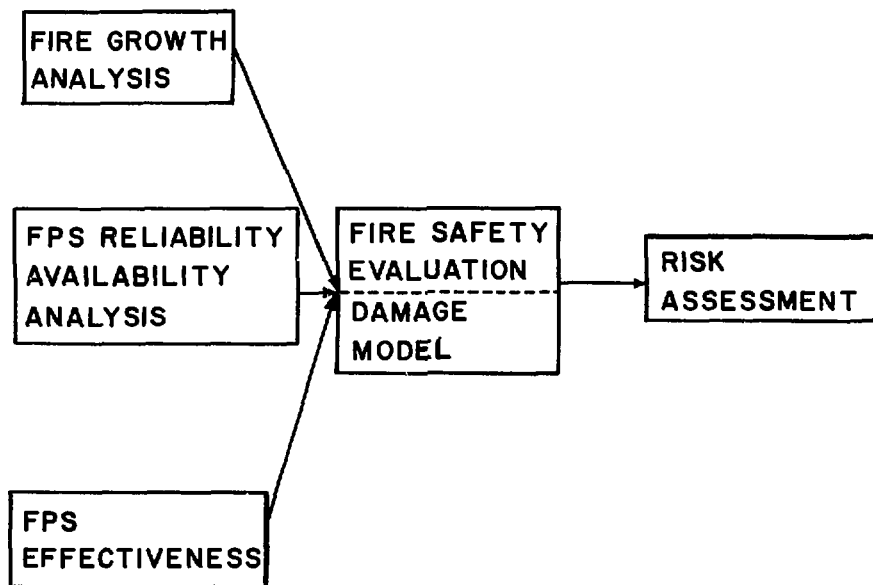 FIRE GROWTH
ANALYSIS
FPS RELIABILITY
AVAILABILITY
ANALYSIS
FIRE SAFETY
EVALUATION
DAMAGE
MODEL
RISK
ASSESSMENT
FPS
EFFECTIVENESS